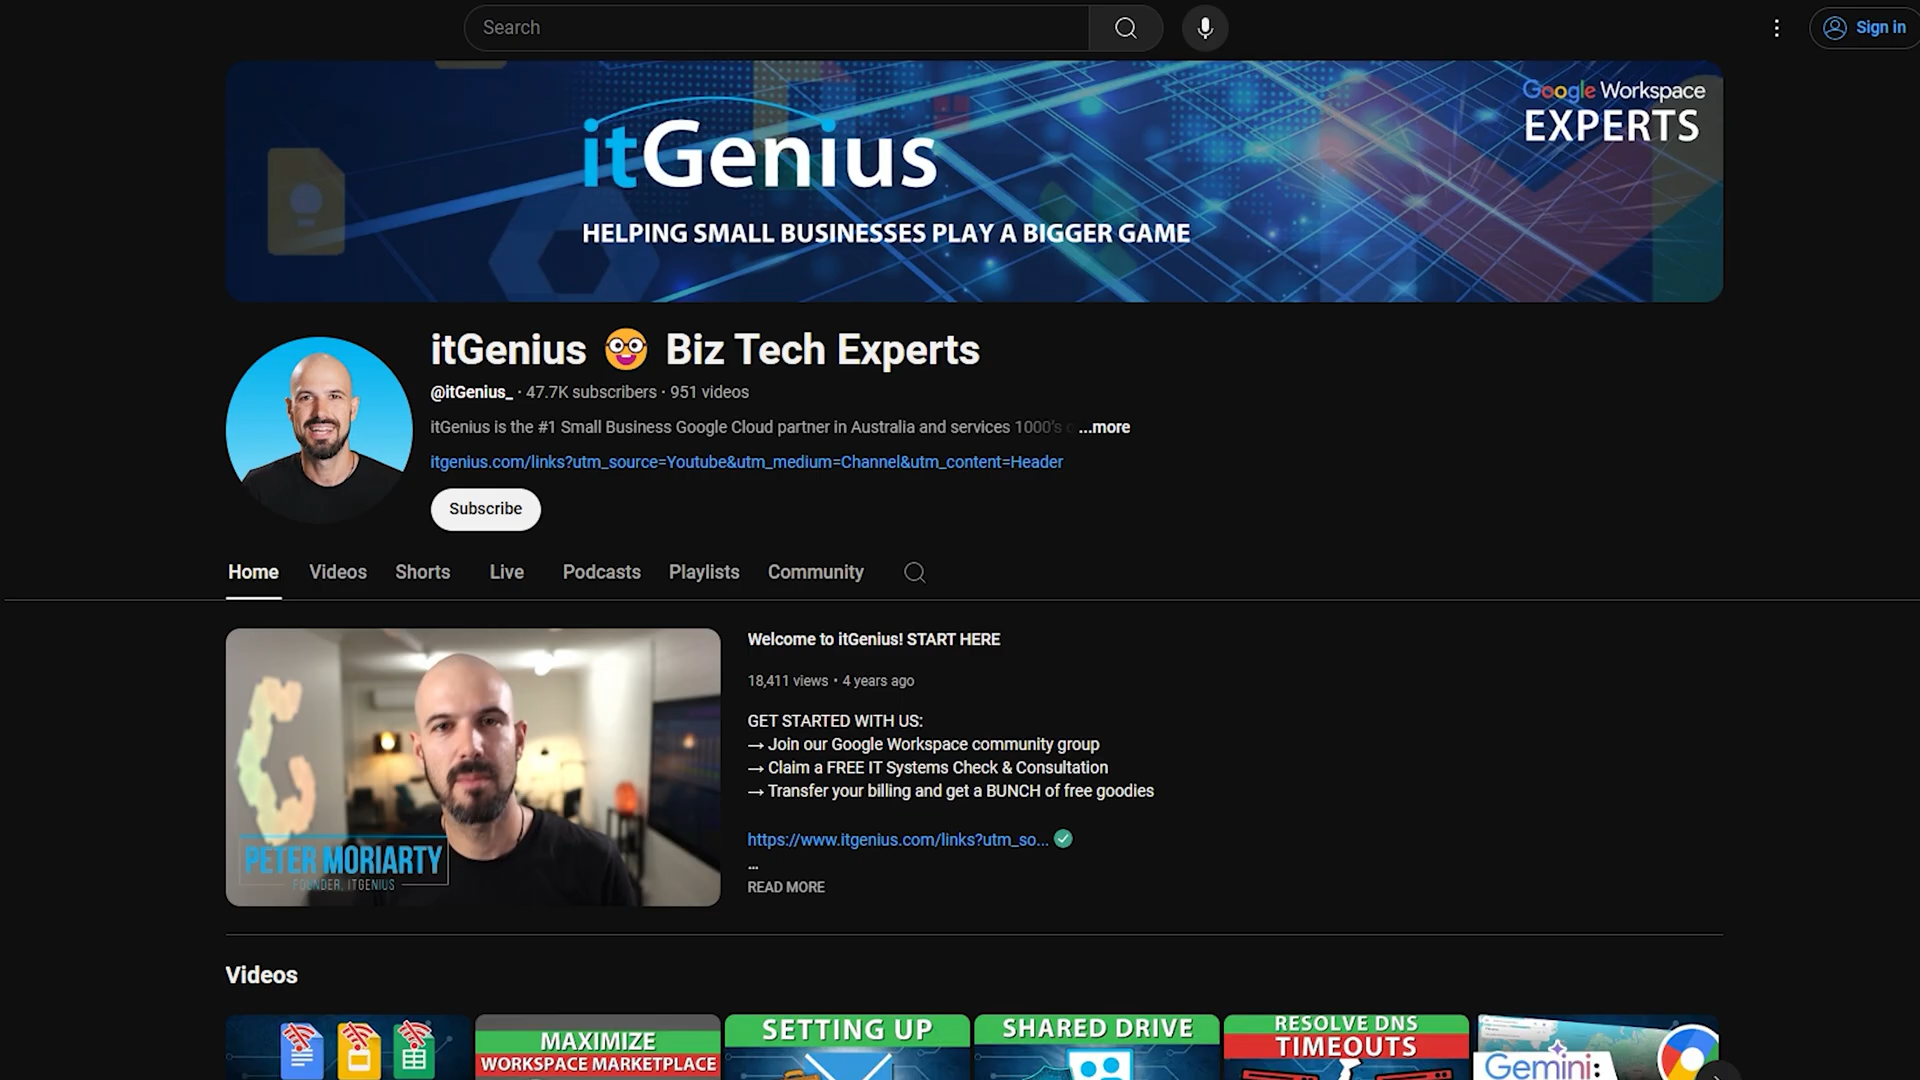 Search
Sign in
Google Workspace
EXPERTS
itGenius
HELPING SMALL BUSINESSES PLAY A BIGGER GAME
itGenius 🤓 Biz Tech Experts
@itGenius_ · 47.7K subscribers · 951 videos
itGenius is the #1 Small Business Google Cloud partner in Australia and services 1000's ...more
itgenius.com/links?utm_source=Youtube&utm_medium=Channel&utm_content=Header
Subscribe
Home Videos Shorts Live Podcasts Playlists Community
Welcome to itGenius! START HERE
18,411 views • 4 years ago
GET STARTED WITH US:
→ Join our Google Workspace community group
→ Claim a FREE IT Systems Check & Consultation
→ Transfer your billing and get a BUNCH of free goodies
https://www.itgenius.com/links?utm_so...
...
READ MORE
PETER MORIARTY
FOUNDER, ITGENIUS
Videos
MAXIMIZE
WORKSPACE MARKETPLACE
SETTING UP
SHARED DRIVE
RESOLVE DNS
TIMEOUTS
Gemini: